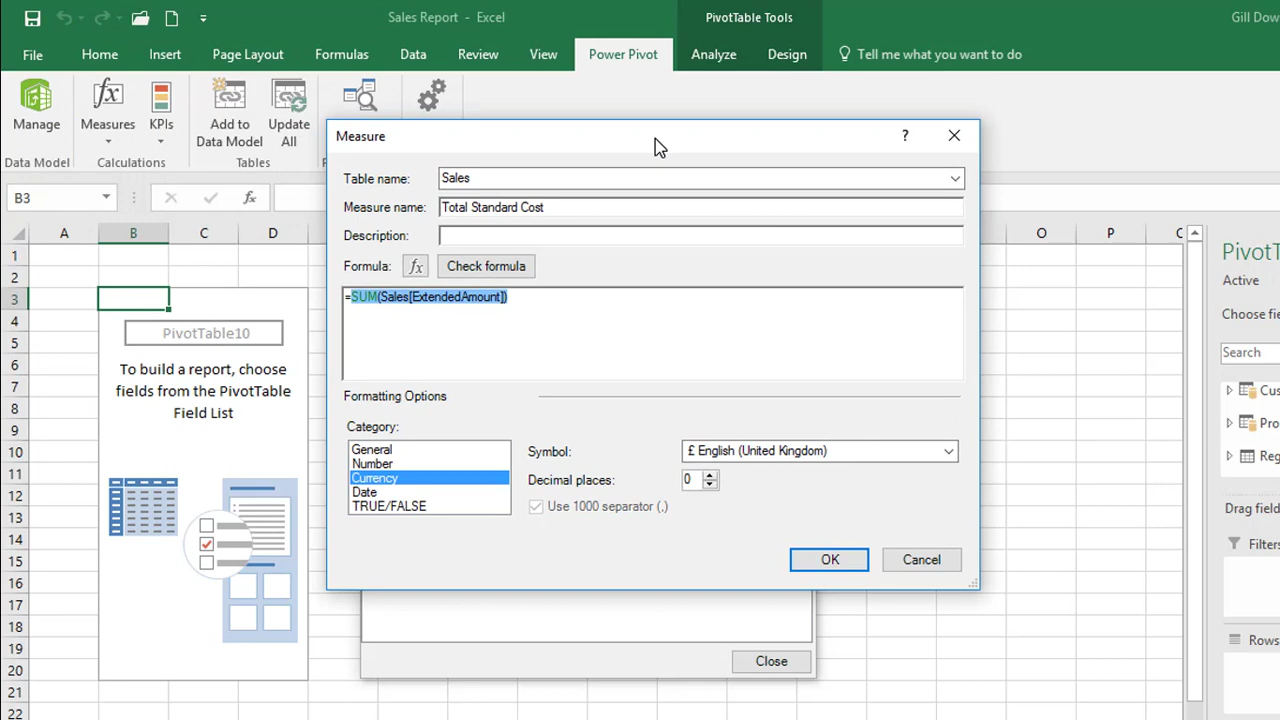 Sales Report - Excel
PivotTable Tools
Gill Dow
File Home Insert Page Layout Formulas Data Review View Power Pivot Analyze Design Tell me what you want to do
Manage
Measures
KPIs
Add to
Data Model
Update
All
Data Model
Calculations
Tables
B3
fx
A B C D O P
1
2
3
4
5
6
7
8
9
10
11
12
13
14
15
16
17
18
19
20
21
22
PivotTable10
To build a report, choose
fields from the PivotTable
Field List
Measure
?
Table name: Sales
Measure name: Total Standard Cost
Description:
Formula: fx Check formula
=SUM(Sales[ExtendedAmount])
Formatting Options
Category:
General
Number
Currency
Date
TRUE/FALSE
Symbol: £ English (United Kingdom)
Decimal places: 0
Use 1000 separator (,)
OK Cancel
Close
PivotT
Active
Choose fie
Search
Cus
Pro
Reg
Drag field
Filters
Rows